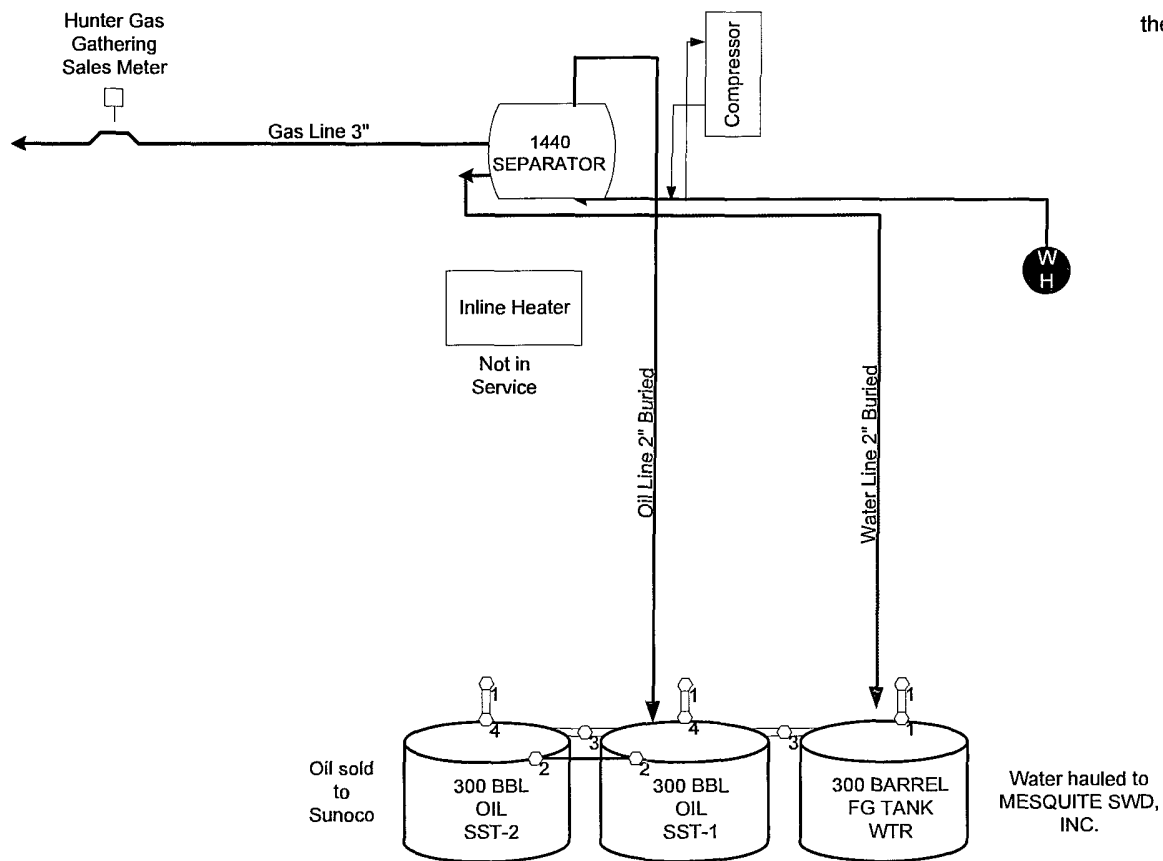 Hunter Gas
Gathering
Sales Meter
the
Compressor
Gas Line 3"
1440
SEPARATOR
W
H
Inline Heater
Not in
Service
Oil Line 2" Buried
Water Line 2" Buried
1
4
3
2
2
1
4
3
1
1
Oil sold
to
Sunoco
300 BBL
OIL
SST-2
300 BBL
OIL
SST-1
300 BARREL
FG TANK
WTR
Water hauled to
MESQUITE SWD,
INC.